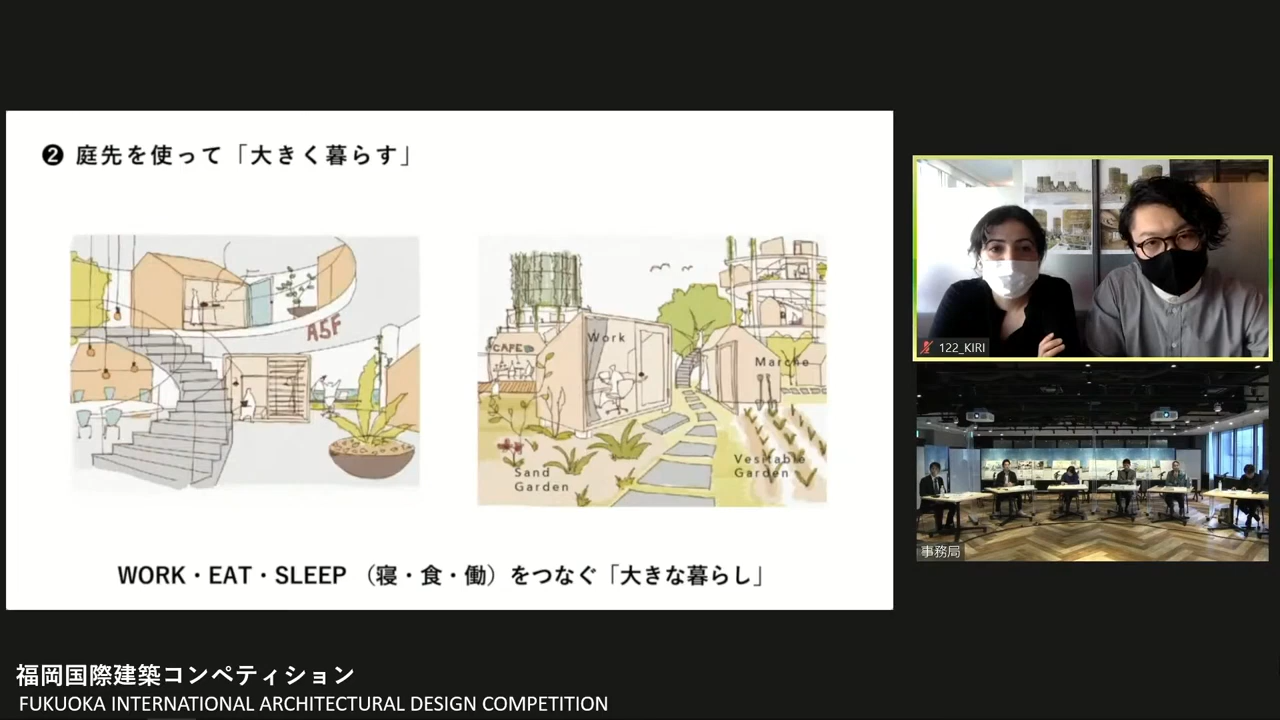 ❷ 庭先を使って「大きく暮らす」
A5F
CAFE
Work
Marche
Sand
Garden
Vesitable
Garden
WORK・EAT・SLEEP （寝・食・働）をつなぐ「大きな暮らし」
122_KIRI
事務局
福岡国際建築コンペティション
FUKUOKA INTERNATIONAL ARCHITECTURAL DESIGN COMPETITION